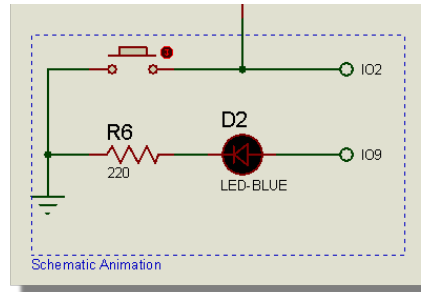 IO2
R6
220
D2
LED-BLUE
IO9
Schematic Animation